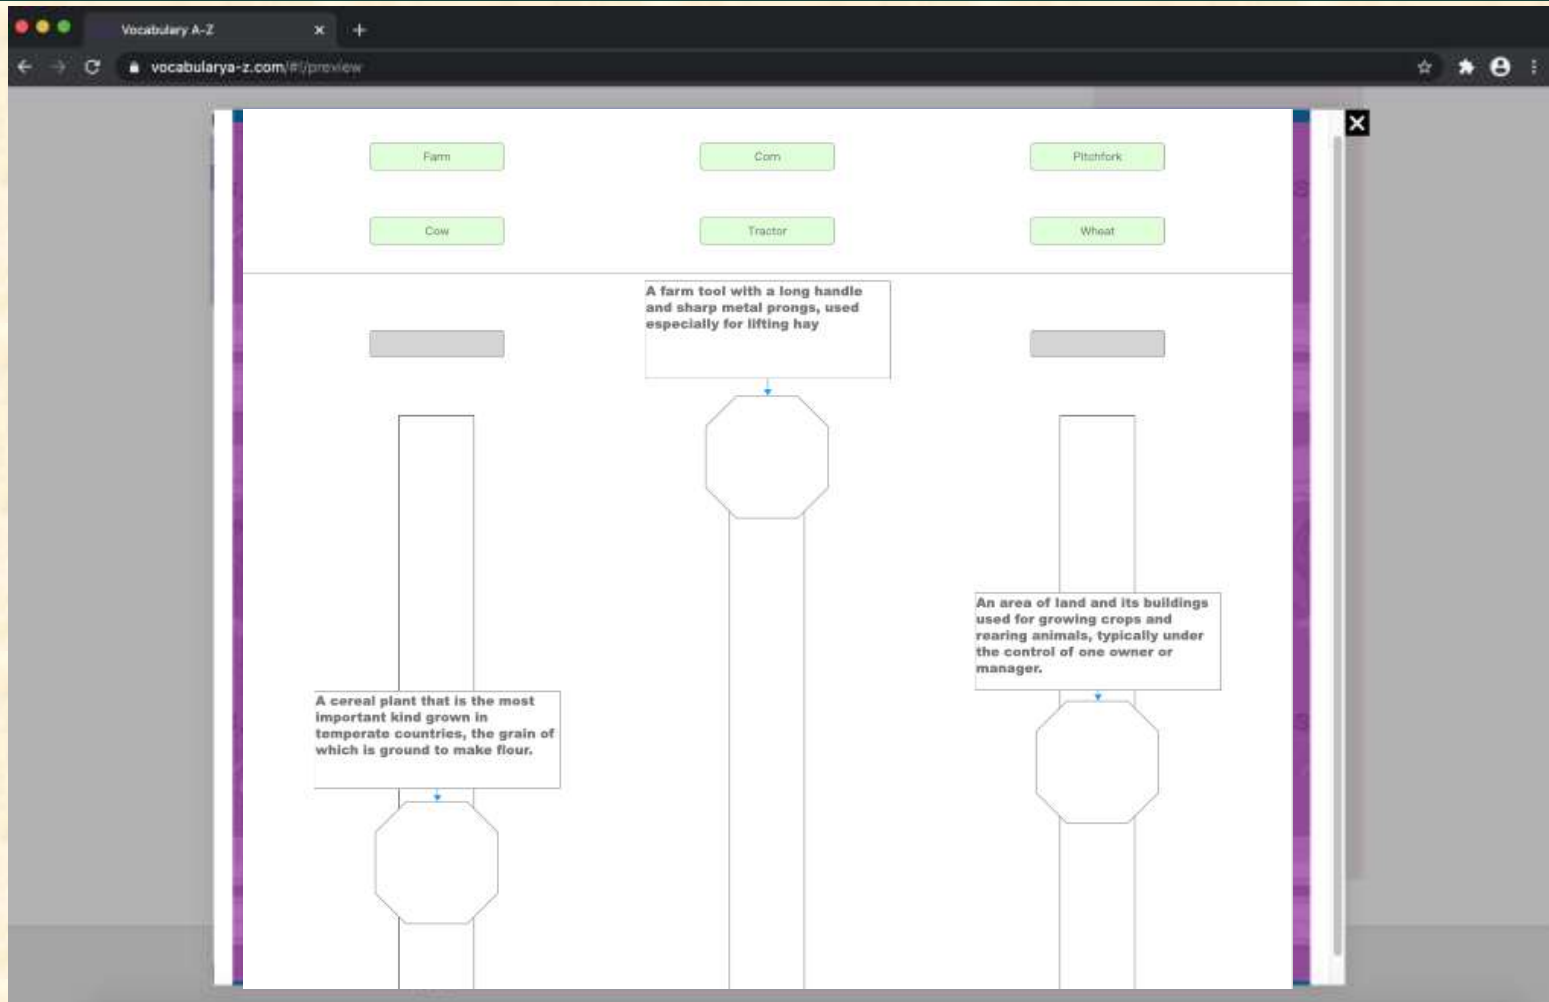 Vocabulary A-Z
vocabularya-z.com/#!/preview
Farm
Corn
Pitchfork
Cow
Tractor
Wheat
A farm tool with a long handle
and sharp metal prongs, used
especially for lifting hay
An area of land and its buildings
used for growing crops and
rearing animals, typically under
the control of one owner or
manager.
A cereal plant that is the most
important kind grown in
temperate countries, the grain of
which is ground to make flour.